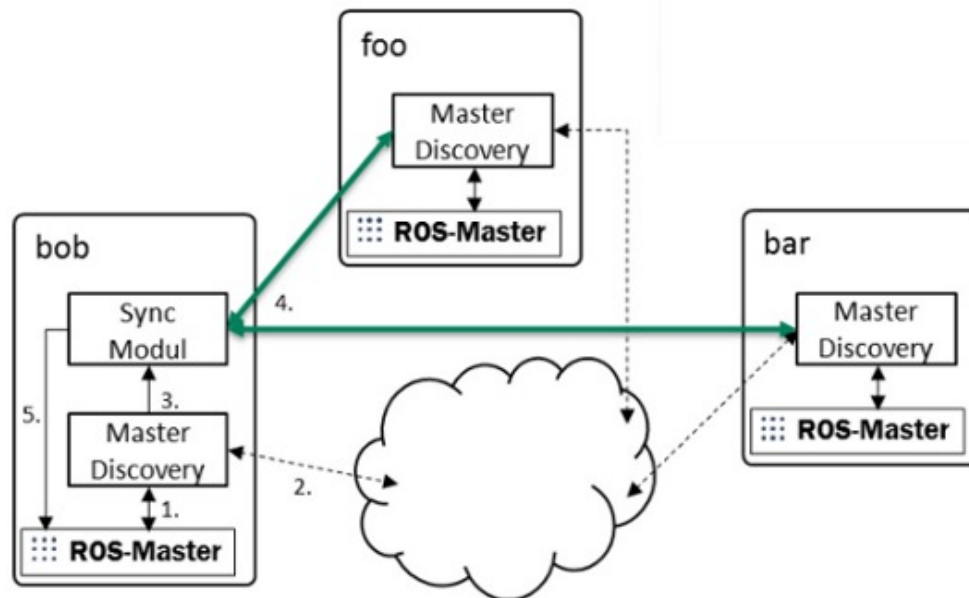 foo
Master
Discovery
ROS-Master
bob
Sync
Modul
4.
5.
3.
Master
Discovery
2.
1.
ROS-Master
bar
Master
Discovery
ROS-Master